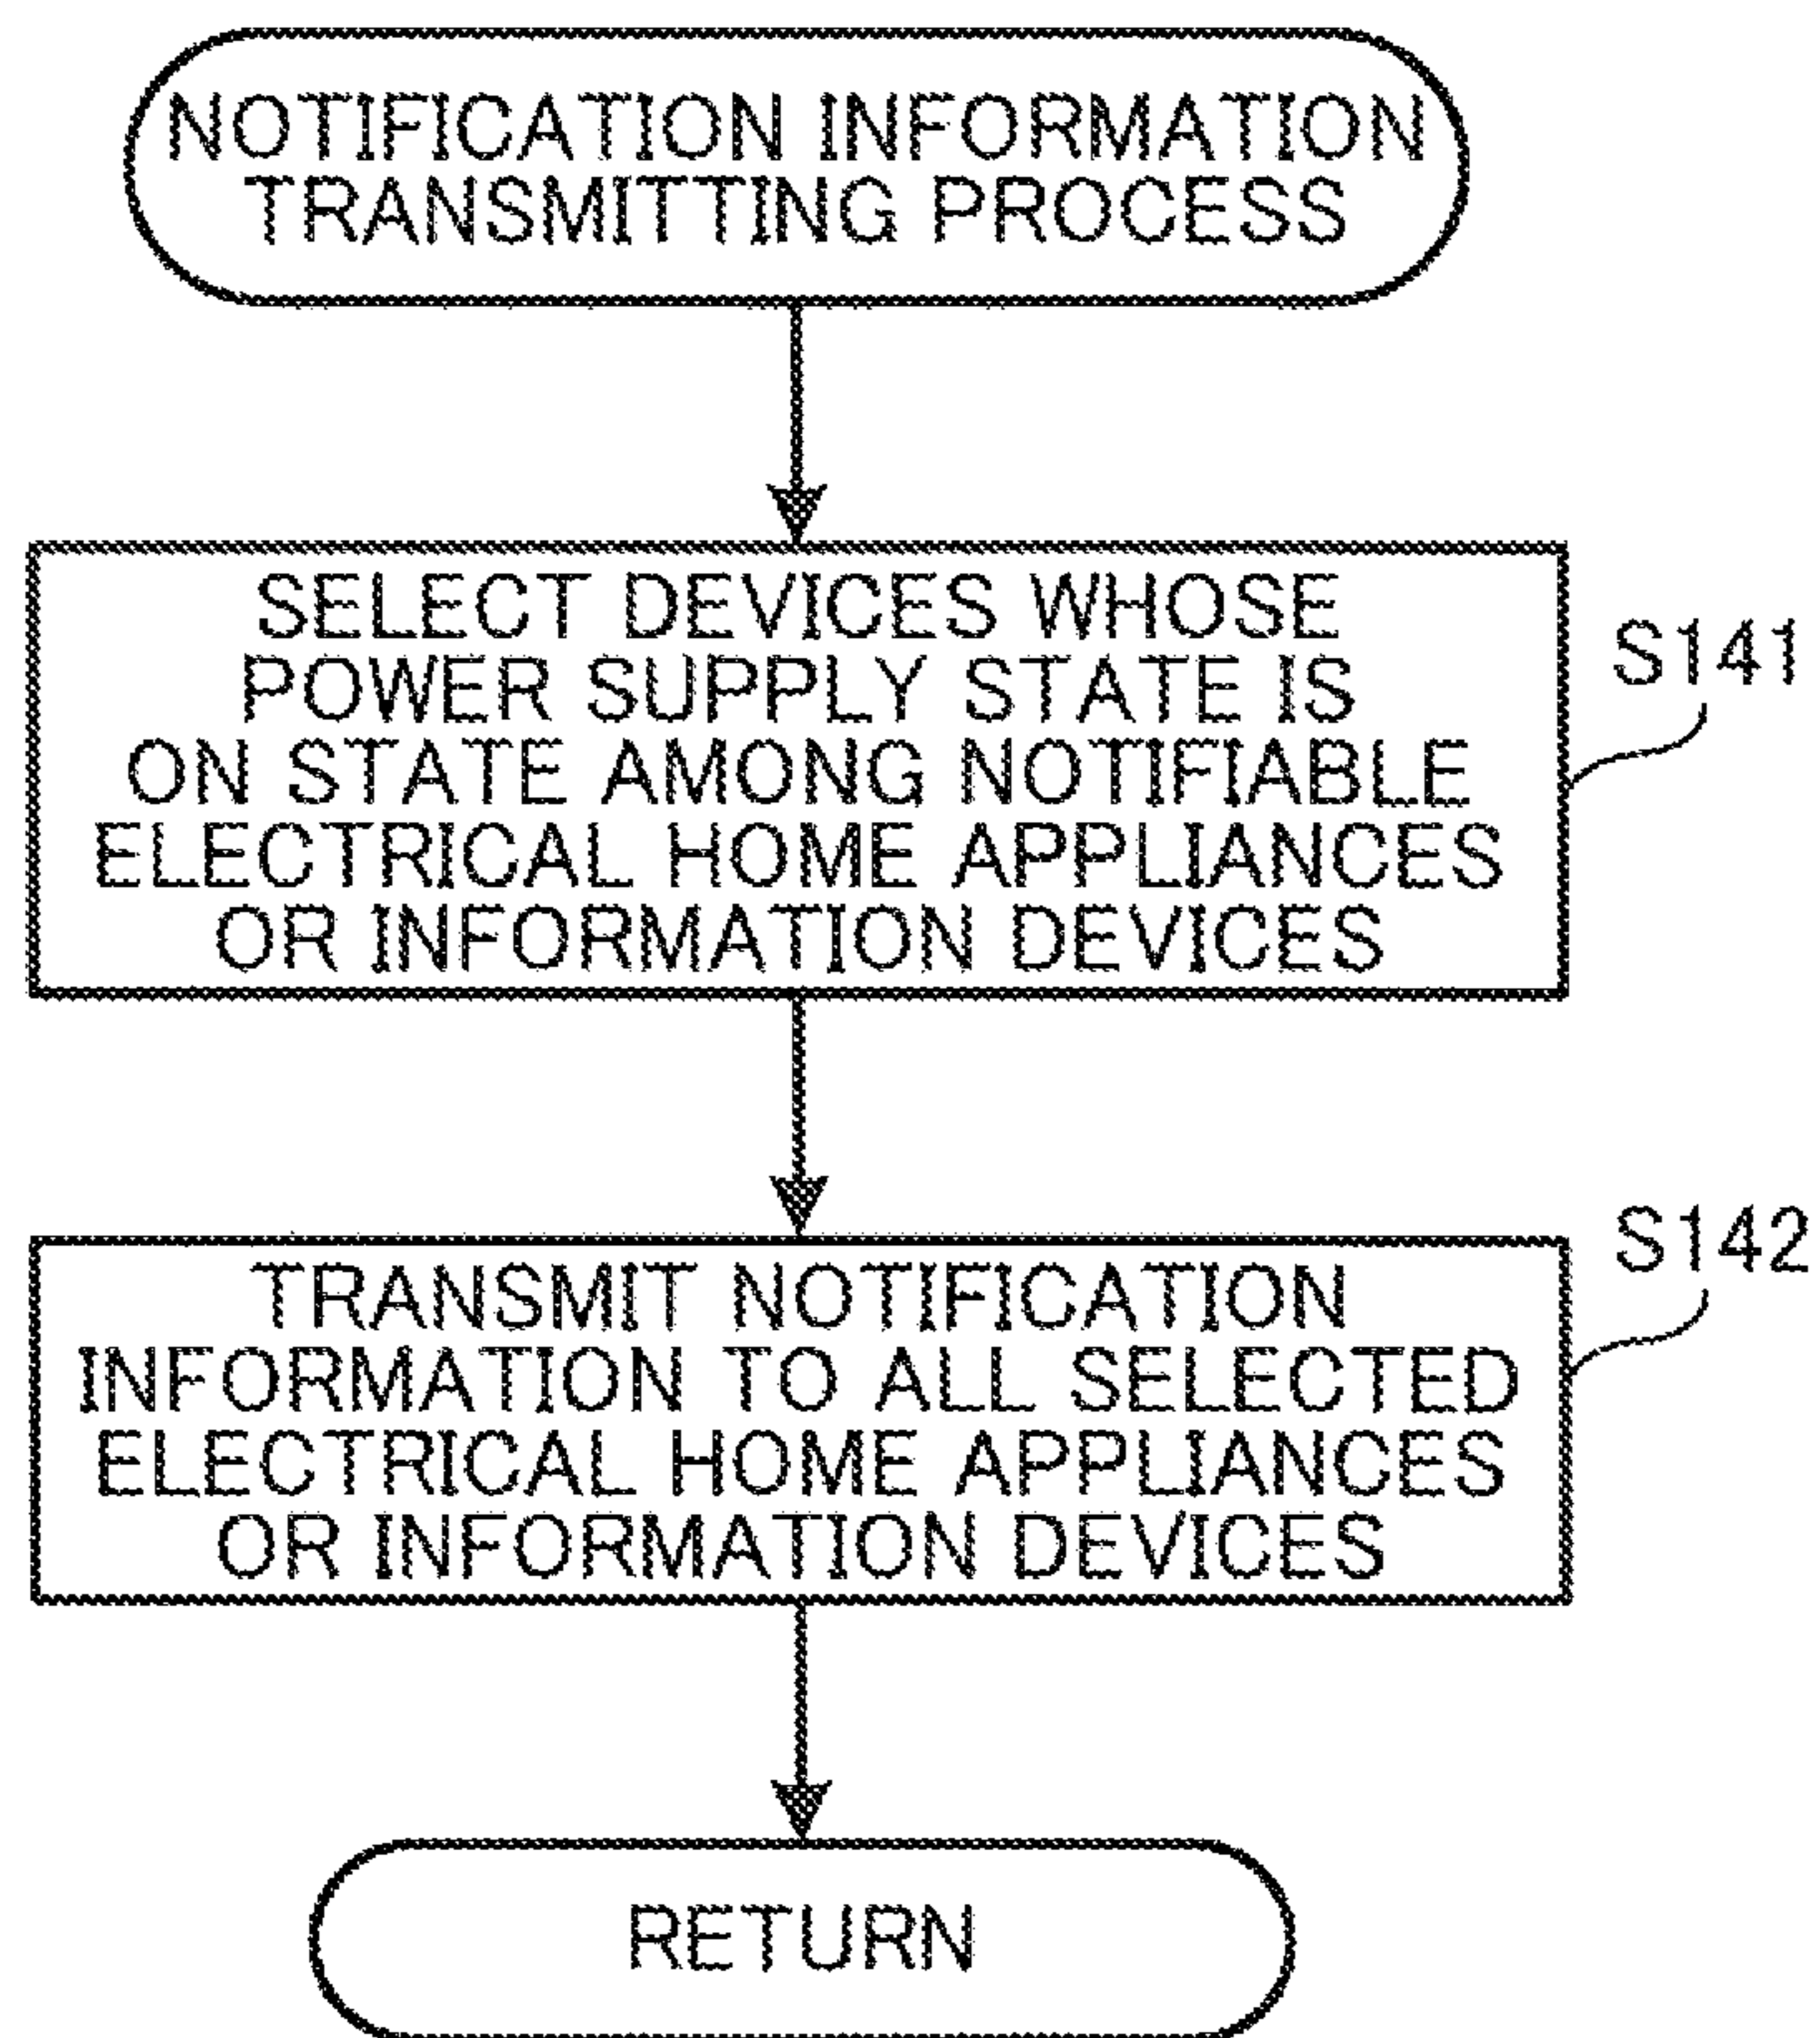 NOTIFICATION INFORMATION
TRANSMITTING PROCESS
SELECT DEVICES WHOSE
POWER SUPPLY STATE IS
ON STATE AMONG NOTIFIABLE
ELECTRICAL HOME APPLIANCES
OR INFORMATION DEVICES
S141
TRANSMIT NOTIFICATION
INFORMATION TO ALL SELECTED
ELECTRICAL HOME APPLIANCES
OR INFORMATION DEVICES
S142
RETURN